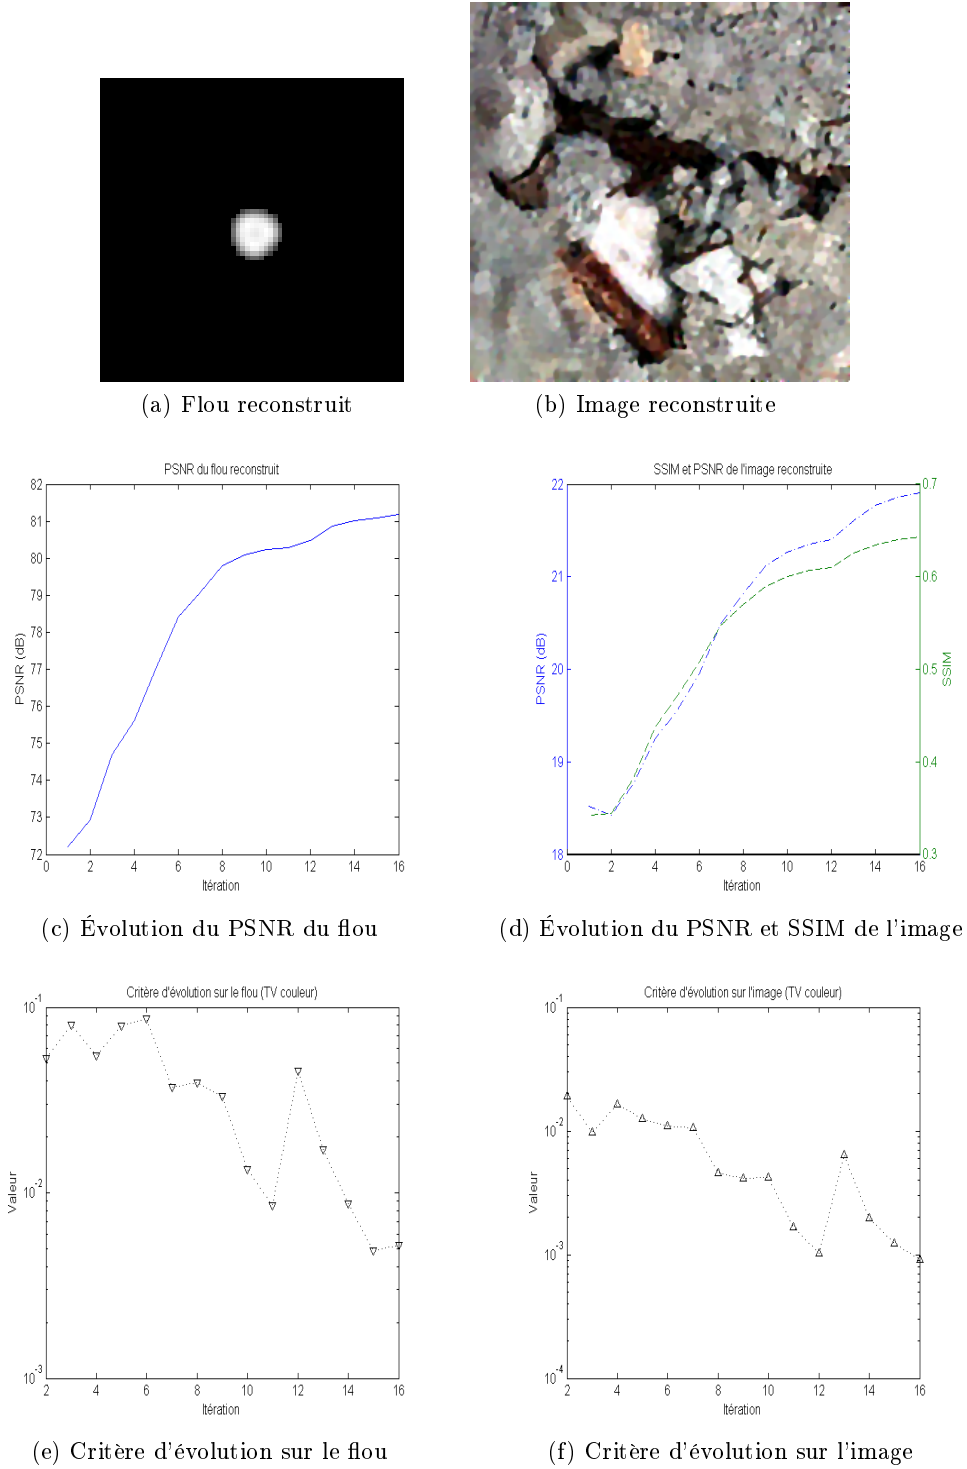 (a) Flou reconstruit
(b) Image reconstruite
PSNR du flou reconstruit
82
81
80
79
78
77
76
75
74
73
72
PSNR (dB)
0 2 4 6 8 10 12 14 16
Itération
SSIM et PSNR de l'image reconstruite
22
21
20
19
18
PSNR (dB)
0.7
0.6
0.5
0.4
0.3
SSIM
0 2 4 6 8 10 12 14 16
Itération
(c) Évolution du PSNR du flou
(d) Évolution du PSNR et SSIM de l'image
Critère d'évolution sur le flou (TV couleur)
10^-1
10^-2
10^-3
Valeur
2 4 6 8 10 12 14 16
Itération
Critère d'évolution sur l'image (TV couleur)
10^-1
10^-2
10^-3
10^-4
Valeur
2 4 6 8 10 12 14 16
Itération
(e) Critère d'évolution sur le flou
(f) Critère d'évolution sur l'image